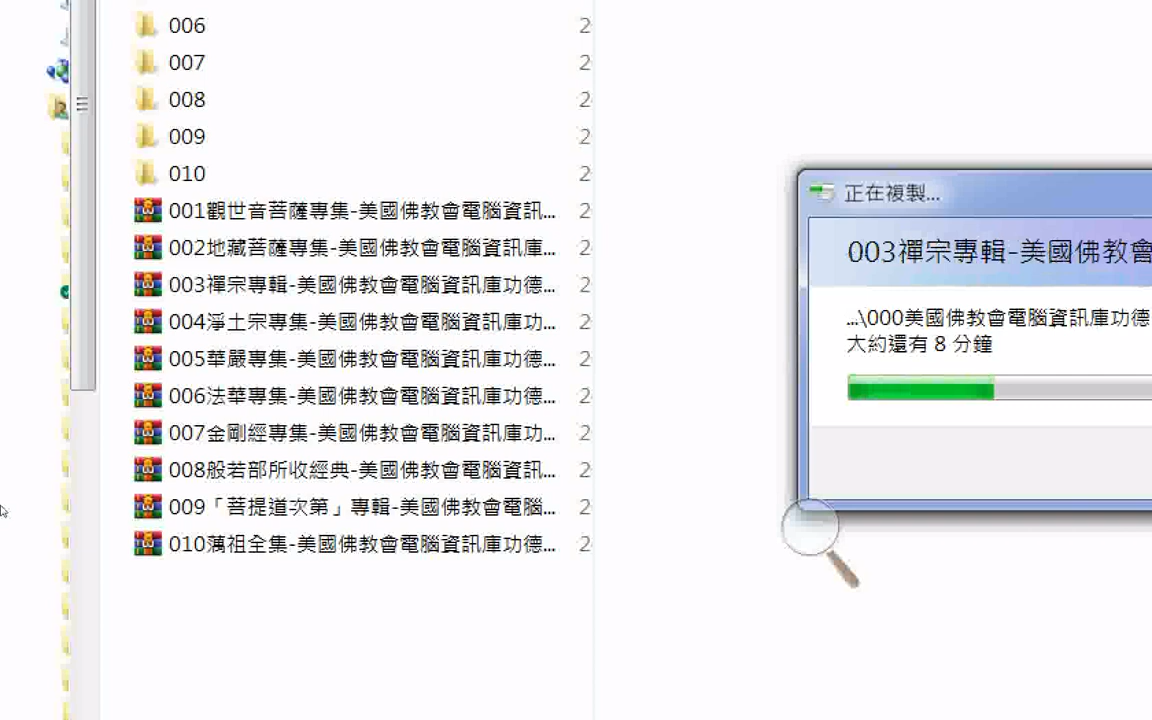 006
007
008
009
010
001觀世音菩薩專集-美國佛教會電腦資訊...
002地藏菩薩專集-美國佛教會電腦資訊庫...
003禪宗專輯-美國佛教會電腦資訊庫功德...
004淨土宗專集-美國佛教會電腦資訊庫功...
005華嚴專集-美國佛教會電腦資訊庫功德...
006法華專集-美國佛教會電腦資訊庫功德...
007金剛經專集-美國佛教會電腦資訊庫功...
008般若部所收經典-美國佛教會電腦資訊...
009「菩提道次第」專輯-美國佛教會電腦...
010蕅祖全集-美國佛教會電腦資訊庫功德...
正在複製...
003禪宗專輯-美國佛教會
...\000美國佛教會電腦資訊庫功德
大約還有 8 分鐘